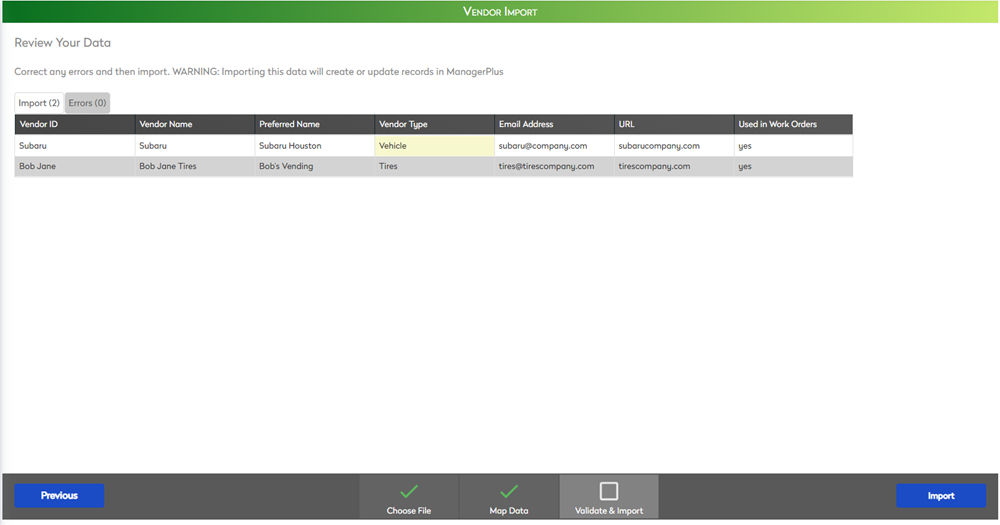 VENDOR IMPORT
Review Your Data
Correct any errors and then import. WARNING: Importing this data will create or update records in ManagerPlus
Import (2) Errors (0)
Vendor ID Vendor Name Preferred Name Vendor Type Email Address URL Used in Work Orders
Subaru Subaru Subaru Houston Vehicle subaru@company.com subarucompany.com yes
Bob Jane Bob Jane Tires Bob's Vending Tires tires@tirescompany.com tirescompany.com yes
Previous Choose File Map Data Validate & Import Import